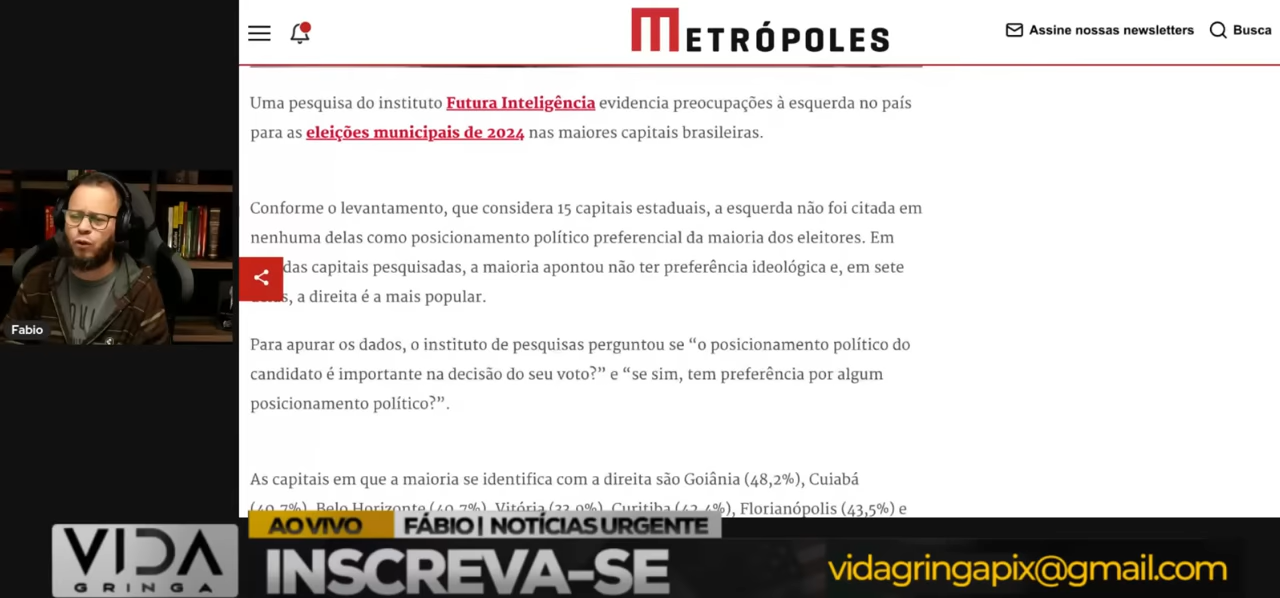 METRÓPOLES
Assine nossas newsletters
Busca
Uma pesquisa do instituto Futura Inteligência evidencia preocupações à esquerda no país
para as eleições municipais de 2024 nas maiores capitais brasileiras.
Conforme o levantamento, que considera 15 capitais estaduais, a esquerda não foi citada em
nenhuma delas como posicionamento político preferencial da maioria dos eleitores. Em
das capitais pesquisadas, a maioria apontou não ter preferência ideológica e, em sete
a direita é a mais popular.
Para apurar os dados, o instituto de pesquisas perguntou se “o posicionamento político do
candidato é importante na decisão do seu voto?” e “se sim, tem preferência por algum
posicionamento político?”.
As capitais em que a maioria se identifica com a direita são Goiânia (48,2%), Cuiabá
Belo Horizonte (40,7%), Vitória (33,9%), Curitiba (42,4%), Florianópolis (43,5%) e
Fabio
AO VIVO
FÁBIO | NOTÍCIAS URGENTE
VIDA
GRINGA
INSCREVA-SE
vidagringapix@gmail.com